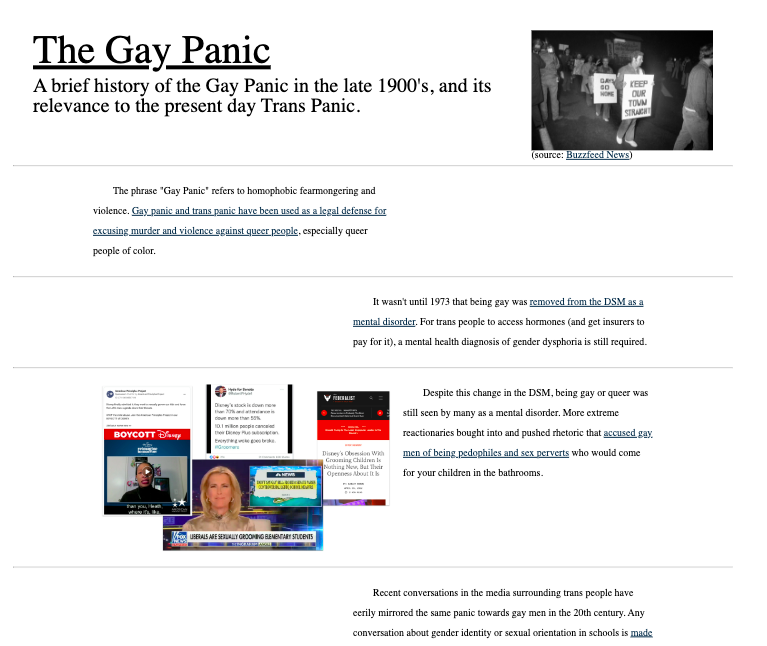 The Gay Panic
A brief history of the Gay Panic in the late 1900's, and its
relevance to the present day Trans Panic.
GAYS
GO
HOME
KEEP
OUR
TOWN
STRAIGHT
(source: Buzzfeed News)
The phrase "Gay Panic" refers to homophobic fearmongering and
violence. Gay panic and trans panic have been used as a legal defense for
excusing murder and violence against queer people, especially queer
people of color.
It wasn't until 1973 that being gay was removed from the DSM as a
mental disorder. For trans people to access hormones (and get insurers to
pay for it), a mental health diagnosis of gender dysphoria is still required.
BOYCOTT Disney
than you, Heath,
where it's, like,
Disney's stock is down more
than 70% and attendance is
down more than 55%.
10.1 million people canceled
their Disney Plus subscription.
Everything woke goes broke.
#Groomers
NEWS
FOX
NEWS
LIBERALS ARE SEXUALLY GROOMING ELEMENTARY STUDENTS
THE
FEDERALIST
Disney's Obsession With
Grooming Children Is
Nothing New, But Their
Openness About It Is
Despite this change in the DSM, being gay or queer was
still seen by many as a mental disorder. More extreme
reactionaries bought into and pushed rhetoric that accused gay
men of being pedophiles and sex perverts who would come
for your children in the bathrooms.
Recent conversations in the media surrounding trans people have
eerily mirrored the same panic towards gay men in the 20th century. Any
conversation about gender identity or sexual orientation in schools is made